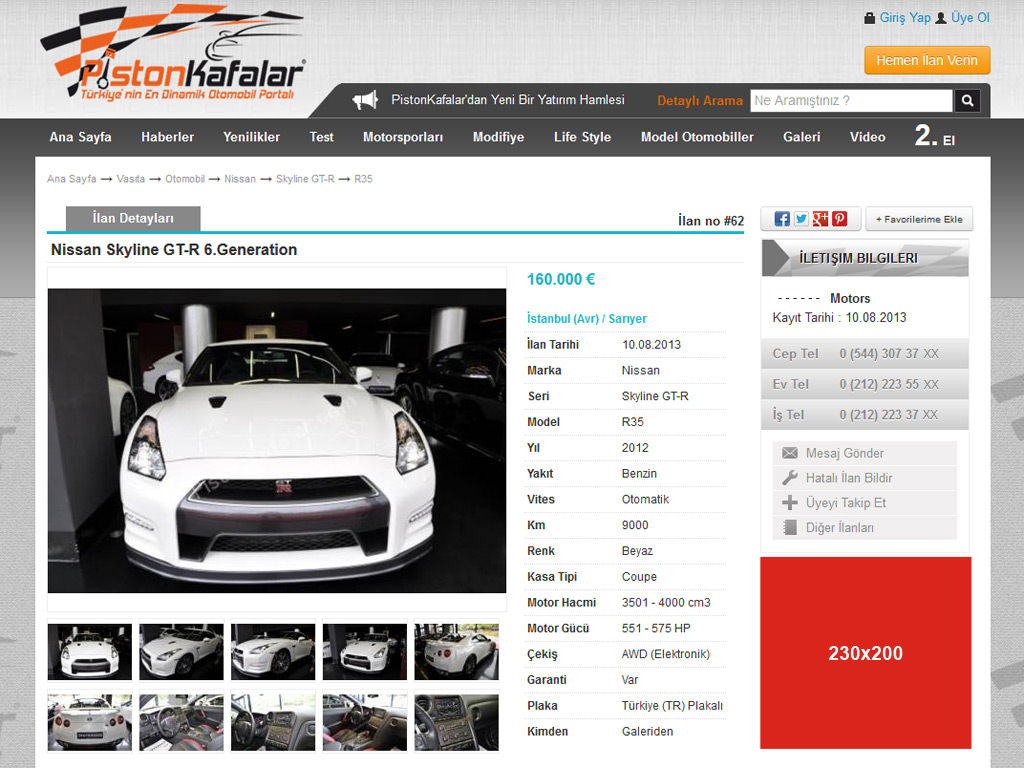 PistonKafalar
Türkiye'nin En Dinamik Otomobil Portalı
Giriş Yap Üye Ol
Hemen İlan Verin
PistonKafalar'dan Yeni Bir Yatırım Hamlesi
Detaylı Arama
Ne Aramıştınız ?
Ana Sayfa Haberler Yenilikler Test Motorsporları Modifiye Life Style Model Otomobiller Galeri Video 2. El
Ana Sayfa → Vasıta → Otomobil → Nissan → Skyline GT-R → R35
İlan Detayları
İlan no #62
+ Favorilerime Ekle
Nissan Skyline GT-R 6.Generation
160.000 €
İstanbul (Avr) / Sarıyer
İlan Tarihi 10.08.2013
Marka Nissan
Seri Skyline GT-R
Model R35
Yıl 2012
Yakıt Benzin
Vites Otomatik
Km 9000
Renk Beyaz
Kasa Tipi Coupe
Motor Hacmi 3501 - 4000 cm3
Motor Gücü 551 - 575 HP
Çekiş AWD (Elektronik)
Garanti Var
Plaka Türkiye (TR) Plakalı
Kimden Galeriden
İLETIŞIM BILGILERI
- - - - - - Motors
Kayıt Tarihi : 10.08.2013
Cep Tel 0 (544) 307 37 XX
Ev Tel 0 (212) 223 55 XX
İş Tel 0 (212) 223 37 XX
Mesaj Gönder
Hatalı İlan Bildir
Üyeyi Takip Et
Diğer İlanları
230x200
GT
R